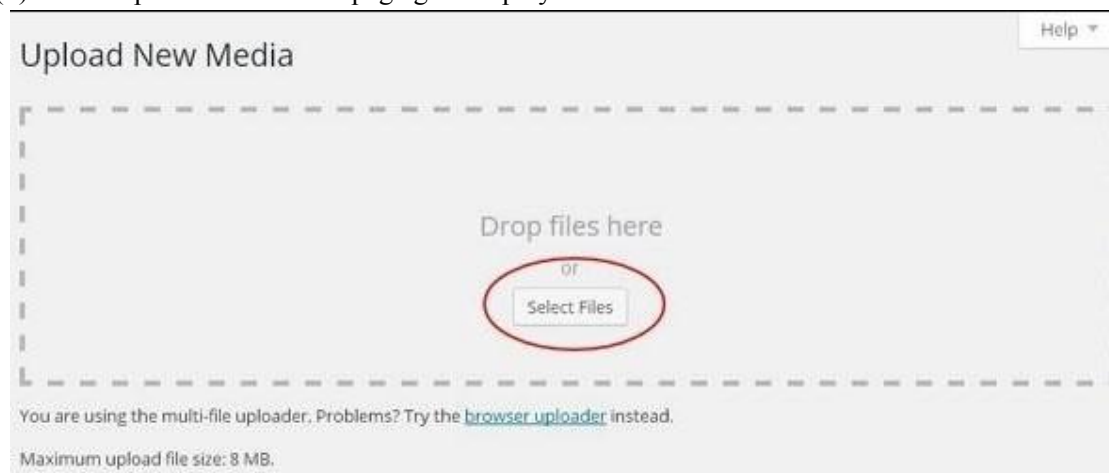 Help
Upload New Media
Drop files here
or
Select Files
You are using the multi-file uploader. Problems? Try the browser uploader instead.
Maximum upload file size: 8 MB.